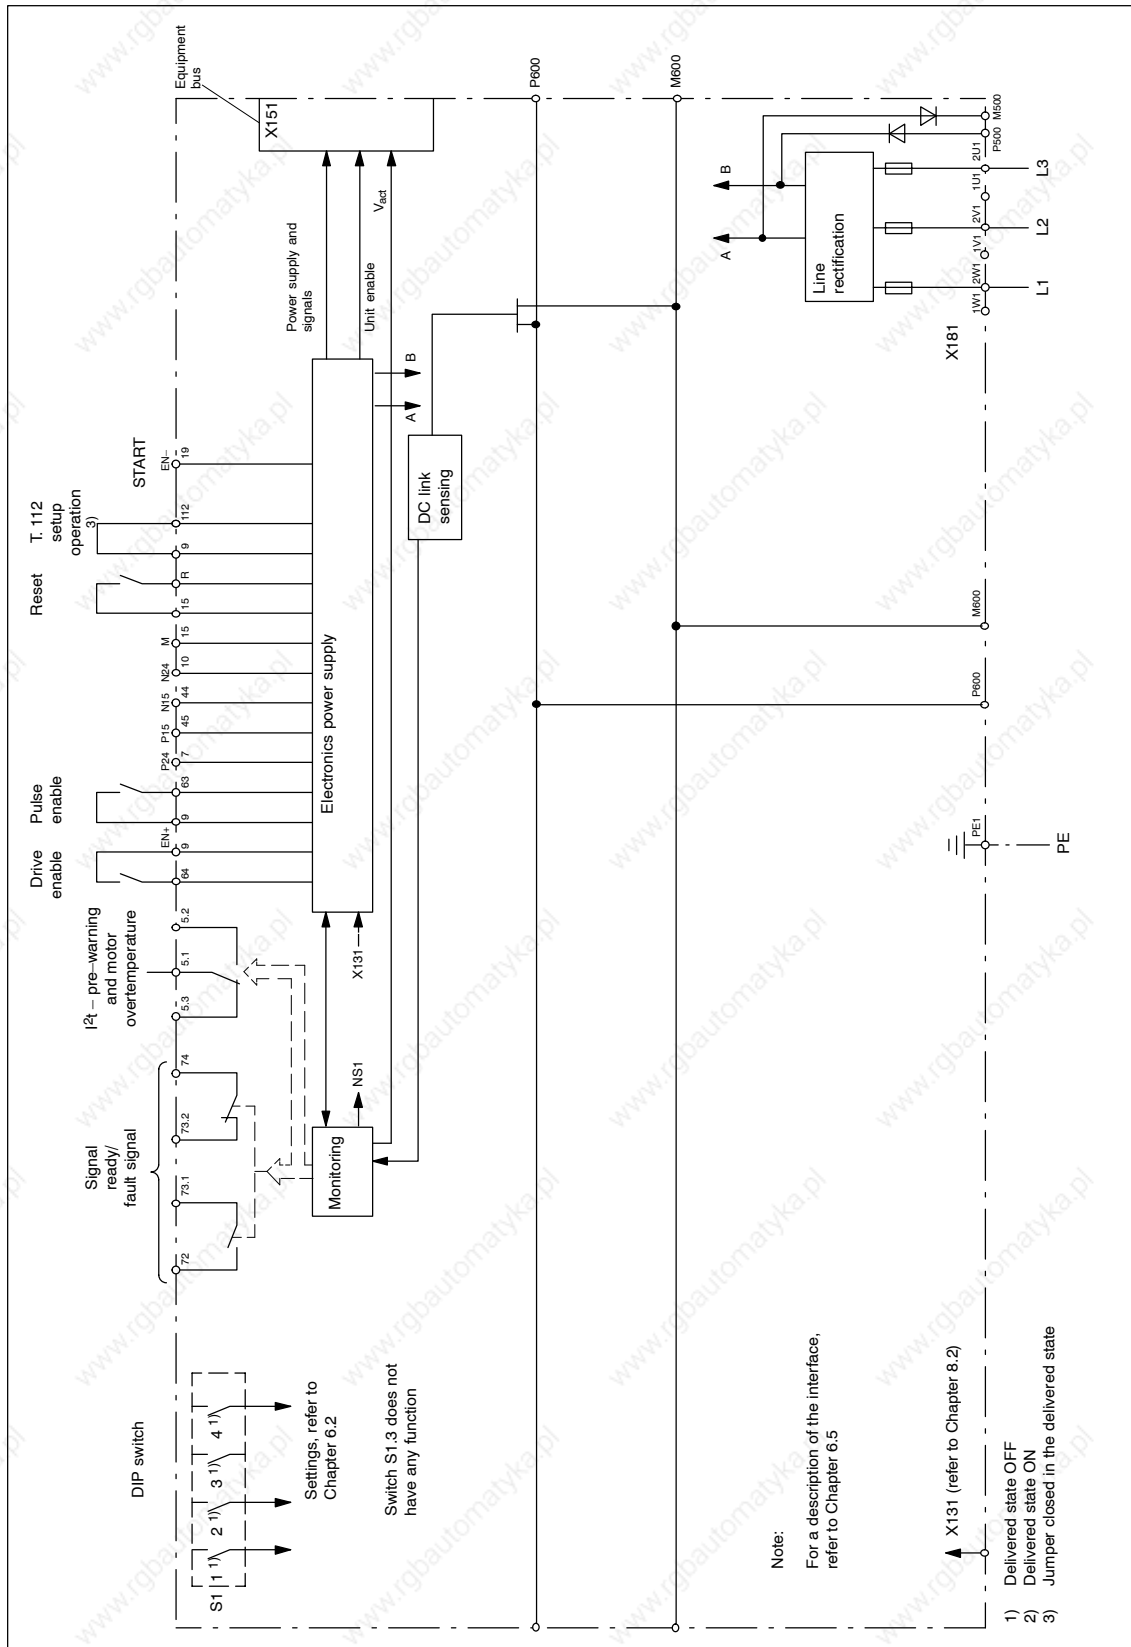 DIP switch
S1
1 1)
2 1)
3 1)
4 1)
Settings, refer to
Chapter 6.2
Switch S1.3 does not
have any function
Signal
ready/
fault signal
72
73.1
73.2
74
I²t – pre–warning
and motor
overtemperature
5.3
5.1
5.2
Drive
enable
64
9
EN+
Pulse
enable
9
63
P24
7
P15
45
N15
44
N24
10
M
15
Reset
15
R
T. 112
setup
operation
3)
9
112
START
EN–
19
Equipment
bus
X151
Monitoring
NS1
X131
Electronics power supply
Power supply and
signals
Unit enable
Vact
A
B
DC link
sensing
P600
M600
Note:
For a description of the interface,
refer to Chapter 6.5
X131 (refer to Chapter 8.2)
PE1
PE
P600
M600
X181
A
B
Line
rectification
1W1
2W1
1V1
2V1
1U1
2U1
P500
M500
L1
L2
L3
1) Delivered state OFF
2) Delivered state ON
3) Jumper closed in the delivered state
www.rgbautomatyka.pl